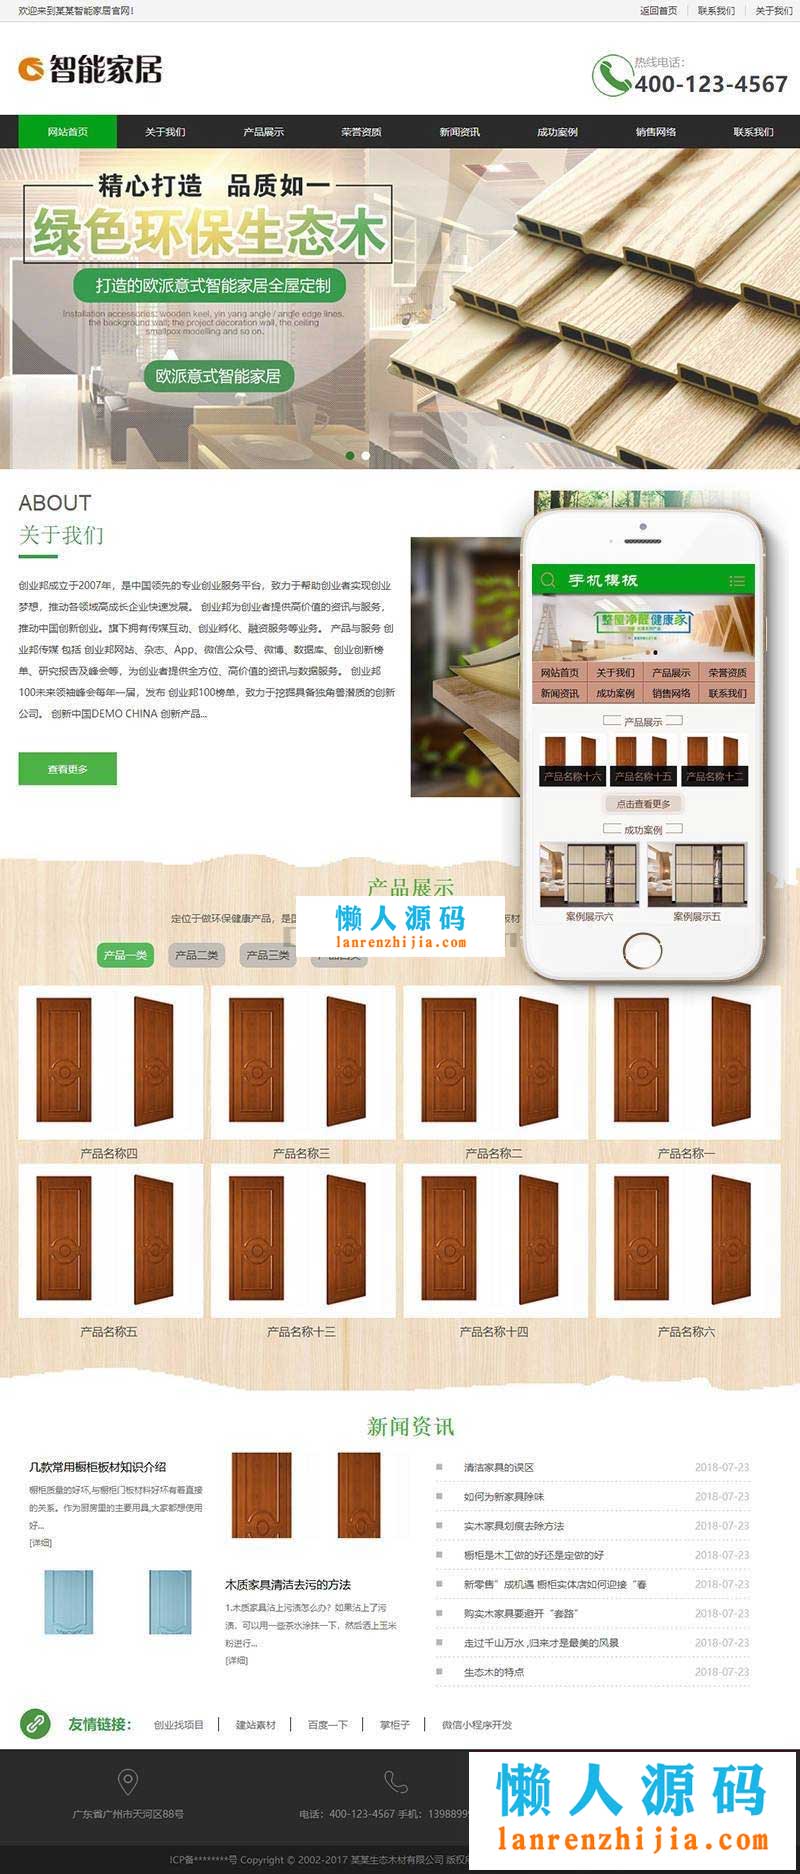 欢迎来到某某智能家居官网!
返回首页 联系我们 关于我们
智能家居
热线电话:
400-123-4567
网站首页 关于我们 产品展示 荣誉资质 新闻资讯 成功案例 销售网络 联系我们
精心打造 品质如一
绿色环保生态木
打造的欧派意式智能家居全屋定制
Installation accessories: wooden keel, yin yang angle / angle edge lines,
the background wall; the project decoration wall, the ceiling
smallpox modelling and so on.
欧派意式智能家居
ABOUT
关于我们
创业邦成立于2007年，是中国领先的专业创业服务平台，致力于帮助创业者实现创业
梦想，推动各领域高成长企业快速发展。 创业邦为创业者提供高价值的资讯与服务，
推动中国创新创业。旗下拥有传媒互动、创业孵化、融资服务等业务。 产品与服务 创
业邦传媒 包括 创业邦网站、杂志、App、微信公众号、微博、数据库、创业创新榜
单、研究报告及峰会等，为创业者提供全方位、高价值的资讯与数据服务。 创业邦
100未来领袖峰会每年一届，发布 创业邦100榜单，致力于挖掘具备独角兽潜质的创新
公司。 创新中国DEMO CHINA 创新产品...
查看更多
手机模板
整屋净醛健康家
网站首页 关于我们 产品展示 荣誉资质
新闻资讯 成功案例 销售网络 联系我们
产品展示
产品名称十六 产品名称十五 产品名称十二
点击查看更多
成功案例
案例展示六 案例展示五
产品展示
定位于做环保健康产品，是国
板材
懒人源码
lanrenzhijia.com
产品一类 产品二类 产品三类
产品名称四 产品名称三 产品名称二 产品名称一
产品名称五 产品名称十三 产品名称十四 产品名称六
新闻资讯
几款常用橱柜板材知识介绍
橱柜质量的好坏,与橱柜门板材料好坏有着直接
的关系。作为厨房里的主要用具,大家都想使用
好...
[详细]
木质家具清洁去污的方法
1.木质家具沾上污渍怎么办？如果沾上了污
渍，可以用一些茶水涂抹一下，然后洒上玉米
粉进行...
[详细]
清洁家具的误区 2018-07-23
如何为新家具除味 2018-07-23
实木家具划痕去除方法 2018-07-23
橱柜是木工做的好还是定做的好 2018-07-23
新零售”成机遇 橱柜实体店如何迎接“春 2018-07-23
购实木家具要避开“套路” 2018-07-23
走过千山万水 ,归来才是最美的风景 2018-07-23
生态木的特点 2018-07-23
友情链接： 创业找项目 建站素材 百度一下 掌柜子 微信小程序开发
广东省广州市天河区88号
电话：400-123-4567 手机：1398899
ICP备********号 Copyright © 2002-2017 某某生态木材有限公司 版权
懒人源码
lanrenzhijia.com